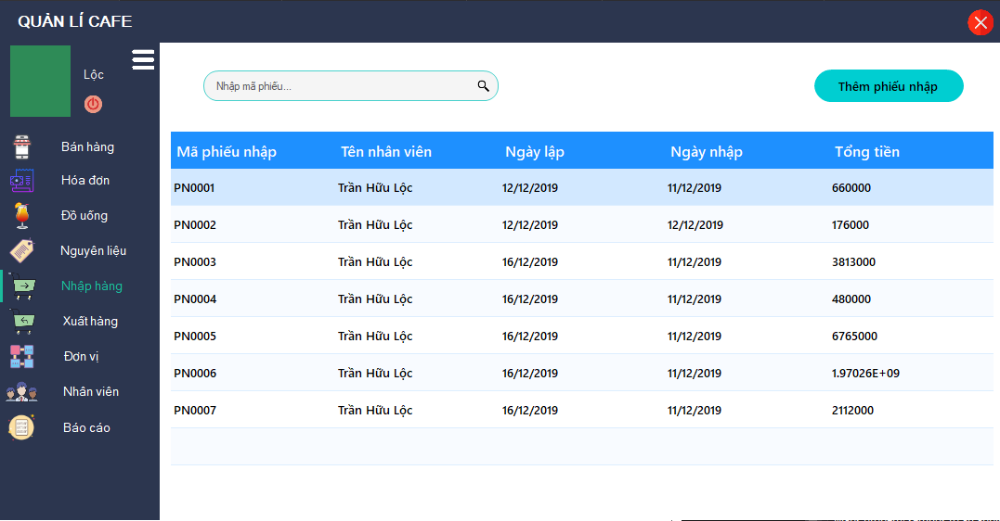 QUẢN LÍ CAFE
Lộc
Bán hàng
Hóa đơn
Đồ uống
Nguyên liệu
Nhập hàng
Xuất hàng
Đơn vị
Nhân viên
Báo cáo
Nhập mã phiếu...
Thêm phiếu nhập
Mã phiếu nhập Tên nhân viên Ngày lập Ngày nhập Tổng tiền
PN0001 Trần Hữu Lộc 12/12/2019 11/12/2019 660000
PN0002 Trần Hữu Lộc 12/12/2019 12/12/2019 176000
PN0003 Trần Hữu Lộc 16/12/2019 11/12/2019 3813000
PN0004 Trần Hữu Lộc 16/12/2019 11/12/2019 480000
PN0005 Trần Hữu Lộc 16/12/2019 11/12/2019 6765000
PN0006 Trần Hữu Lộc 16/12/2019 11/12/2019 1.97026E+09
PN0007 Trần Hữu Lộc 16/12/2019 11/12/2019 2112000